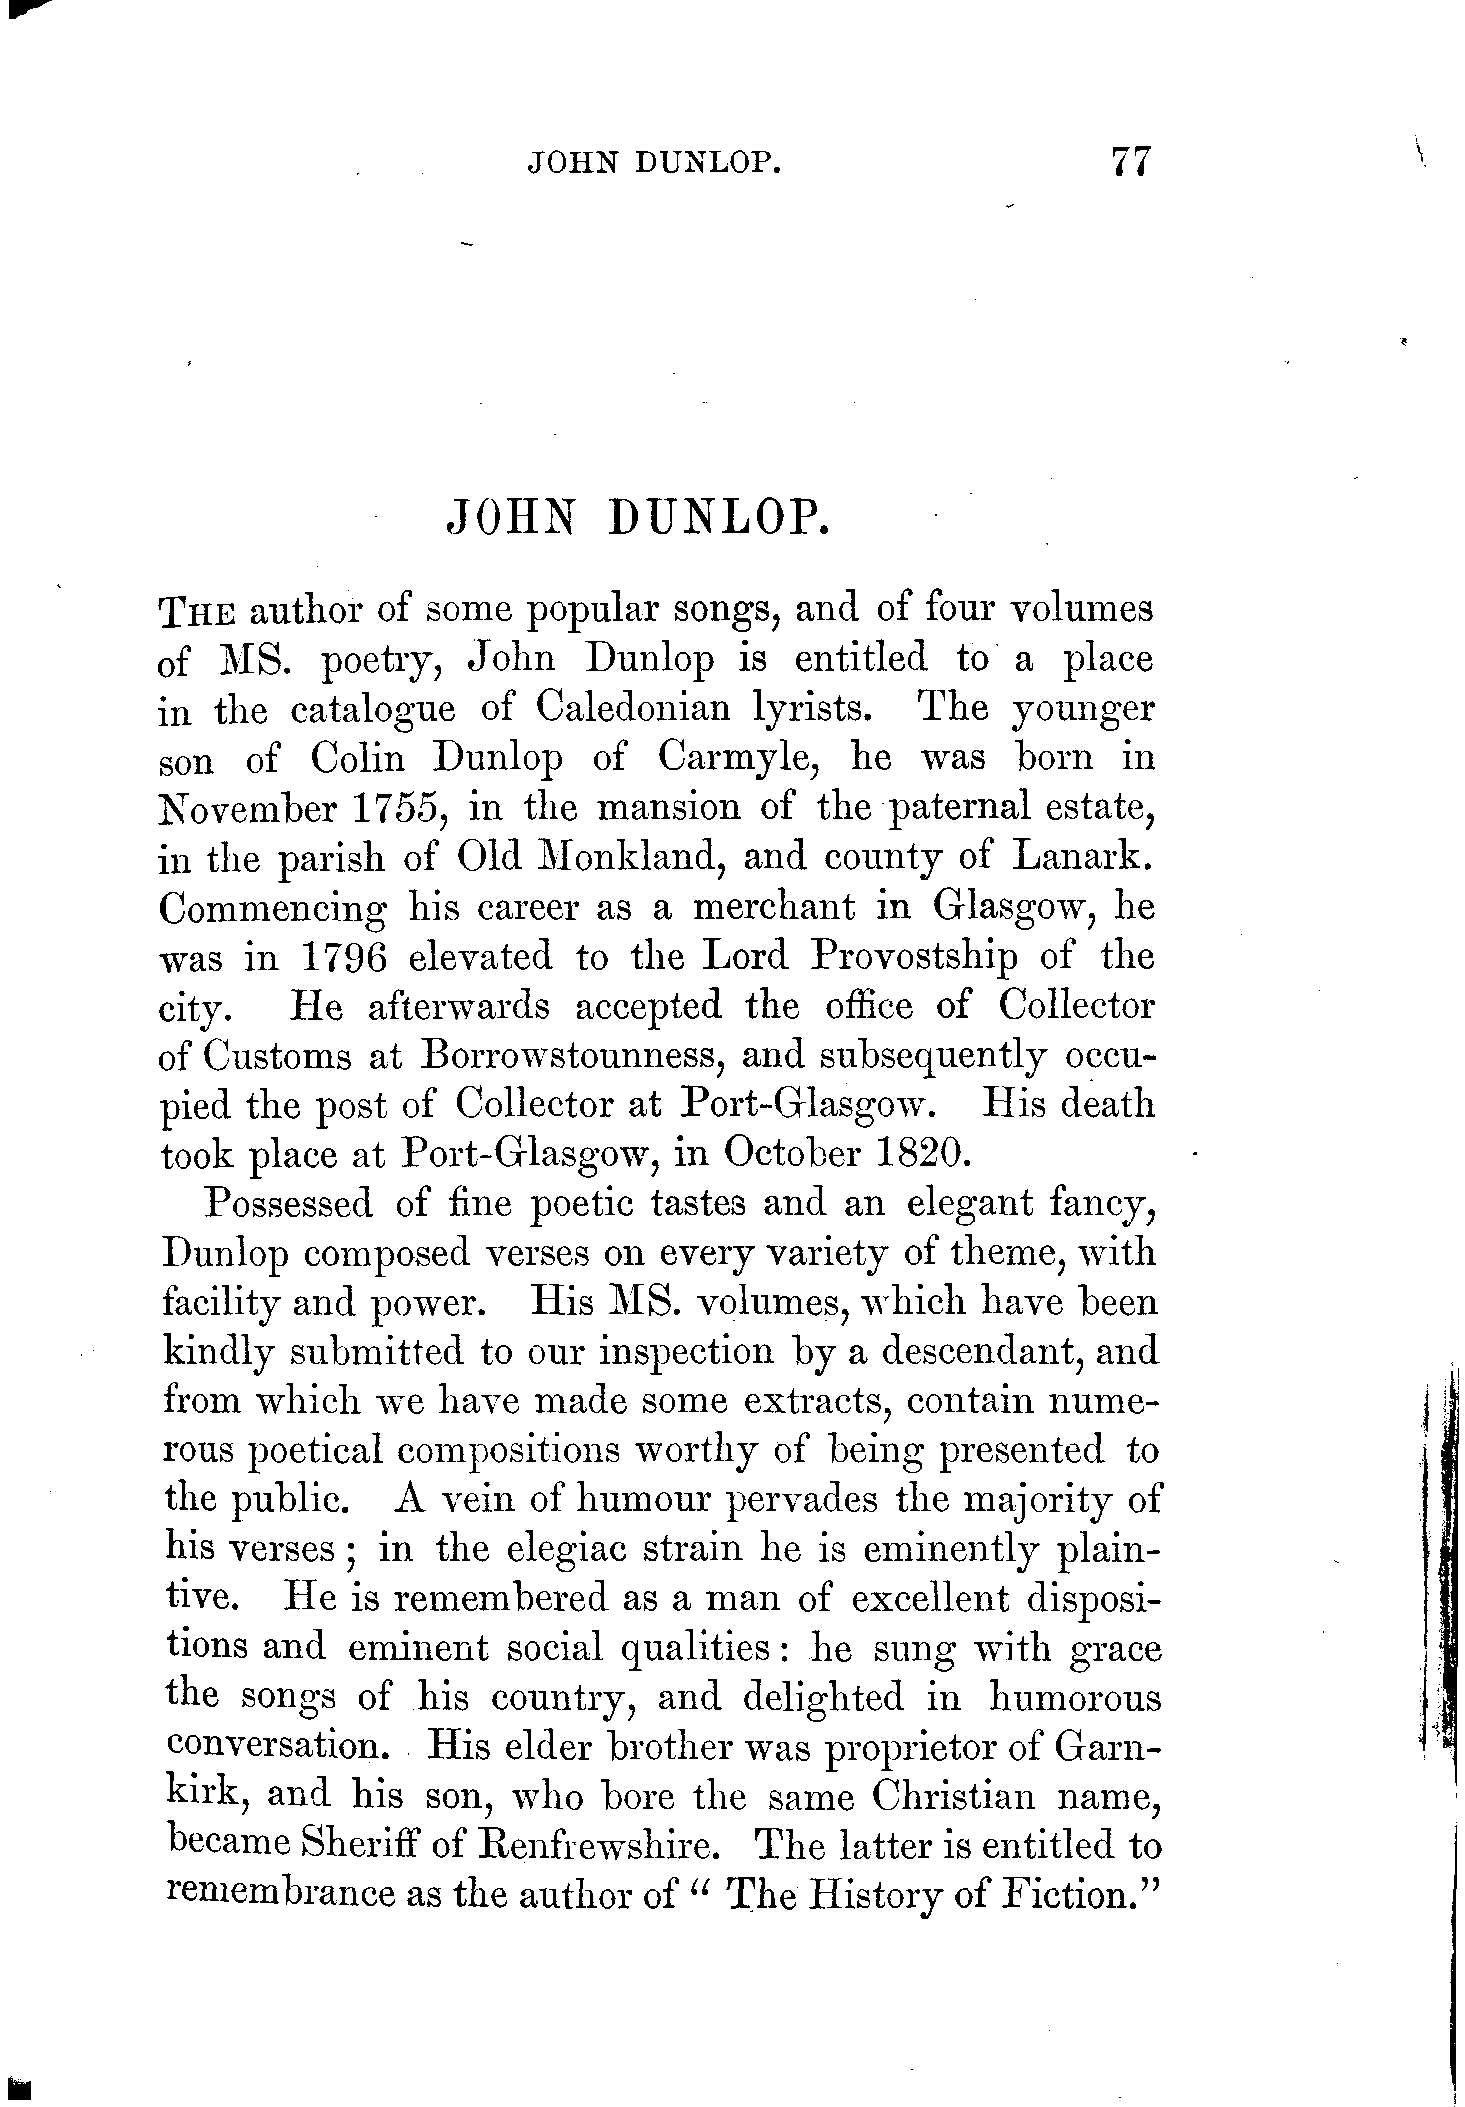 JOHN DUNLOP. 77
JOHN DUNLOP.
THE author of some popular songs, and of four volumes
of MS. poetry, John Dunlop is entitled to a place
in the catalogue of Caledonian lyrists. The younger
son of Colin Dunlop of Carmyle, he was born in
November 1755, in the mansion of the paternal estate,
in the parish of Old Monkland, and county of Lanark.
Commencing his career as a merchant in Glasgow, he
was in 1796 elevated to the Lord Provostship of the
city. He afterwards accepted the office of Collector
of Customs at Borrowstounness, and subsequently occu-
pied the post of Collector at Port-Glasgow. His death
took place at Port-Glasgow, in October 1820.
Possessed of fine poetic tastes and an elegant fancy,
Dunlop composed verses on every variety of theme, with
facility and power. His MS. volumes, which have been
kindly submitted to our inspection by a descendant, and
from which we have made some extracts, contain nume-
rous poetical compositions worthy of being presented to
the public. A vein of humour pervades the majority of
his verses ; in the elegiac strain he is eminently plain-
tive. He is remembered as a man of excellent disposi-
tions and eminent social qualities : he sung with grace
the songs of his country, and delighted in humorous
conversation. His elder brother was proprietor of Garn-
kirk, and his son, who bore the same Christian name,
became Sheriff of Renfrewshire. The latter is entitled to
remembrance as the author of “ The History of Fiction.”